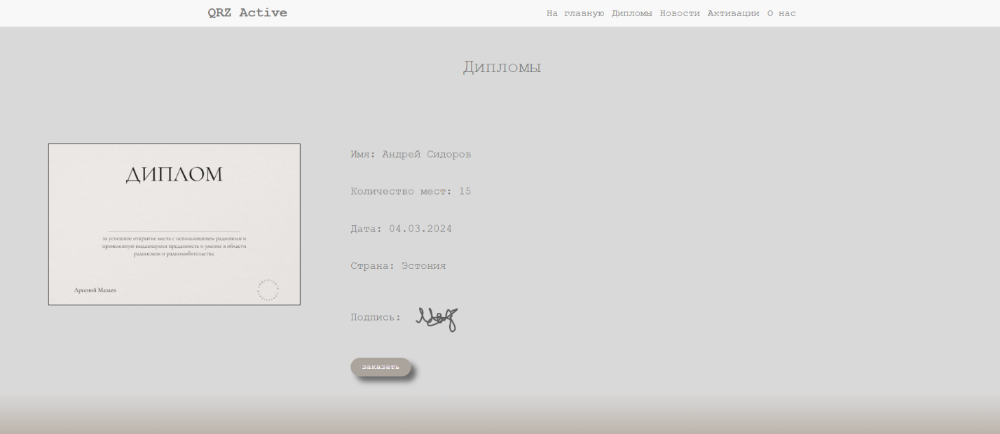 QRZ Active
На главную Дипломы Новости Активации О нас
Дипломы
ДИПЛОМ
за успешное открытие места с использованием радиоволн и
проявленную выдающуюся преданность и умение в области
радиосвязи и радиолюбительства.
Арсений Мазаев
Имя: Андрей Сидоров
Количество мест: 15
Дата: 04.03.2024
Страна: Эстония
Подпись:
заказать